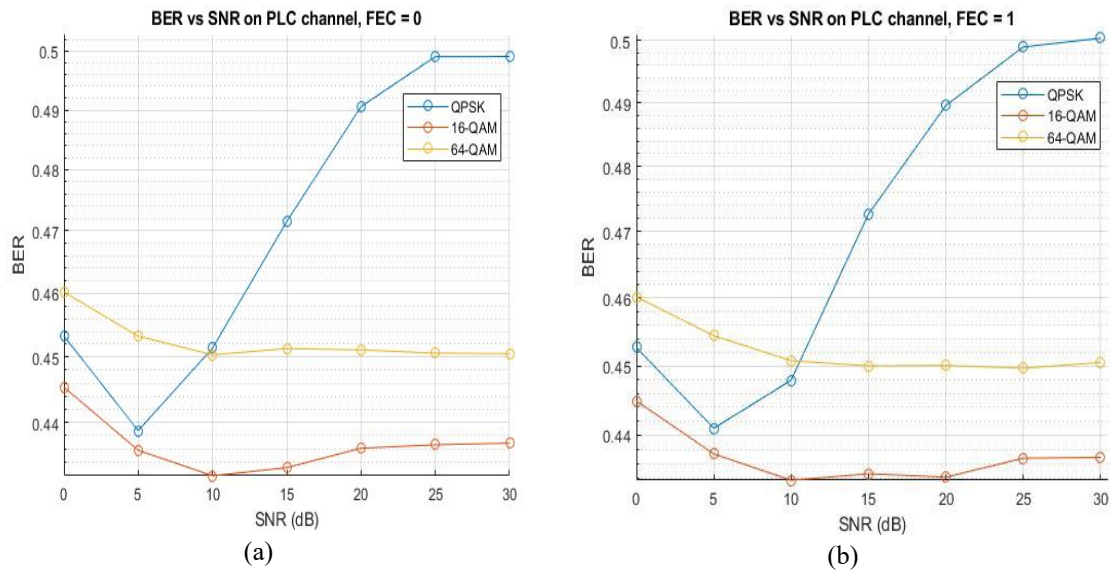 BER vs SNR on PLC channel, FEC = 0
0.5
0.49
0.48
0.47
0.46
0.45
0.44
BER
QPSK
16-QAM
64-QAM
0 5 10 15 20 25 30
SNR (dB)
(a)
BER vs SNR on PLC channel, FEC = 1
0.5
0.49
0.48
0.47
0.46
0.45
0.44
BER
QPSK
16-QAM
64-QAM
0 5 10 15 20 25 30
SNR (dB)
(b)